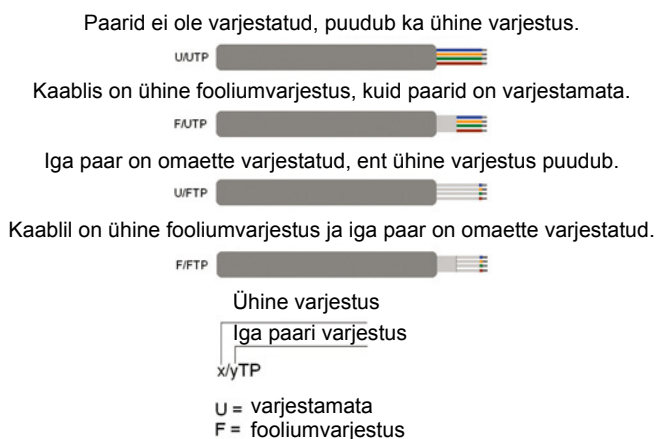 Paarid ei ole varjestatud, puudub ka ühine varjestus.
U/UTP
Kaablis on ühine fooliumvarjestus, kuid paarid on varjestamata.
F/UTP
Iga paar on omaette varjestatud, ent ühine varjestus puudub.
U/FTP
Kaablil on ühine fooliumvarjestus ja iga paar on omaette varjestatud.
F/FTP
Ühine varjestus
Iga paari varjestus
x/yTP
U = varjestamata
F = fooliumvarjestus